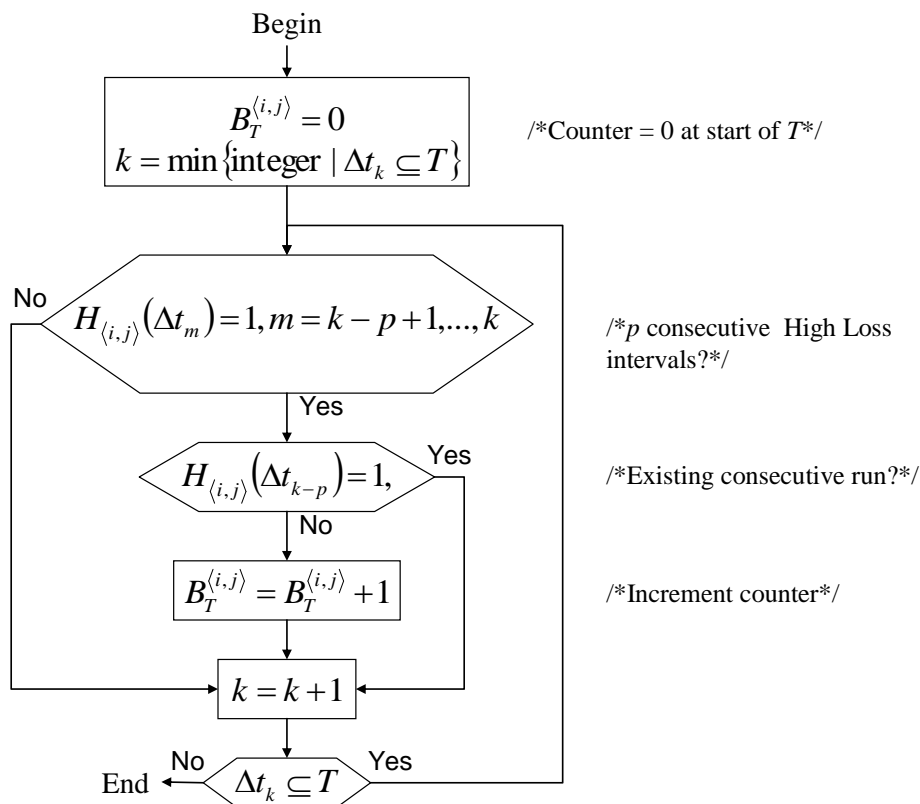 Begin
B_T^{⟨i,j⟩} = 0
k = min{integer | Δt_k ⊆ T}
/*Counter = 0 at start of T*/
No
H_{⟨i,j⟩}(Δt_m) = 1, m = k − p + 1,..., k
/*p consecutive High Loss
intervals?*/
Yes
H_{⟨i,j⟩}(Δt_{k−p}) = 1,
Yes
/*Existing consecutive run?*/
No
B_T^{⟨i,j⟩} = B_T^{⟨i,j⟩} + 1
/*Increment counter*/
k = k + 1
No
Yes
End
Δt_k ⊆ T